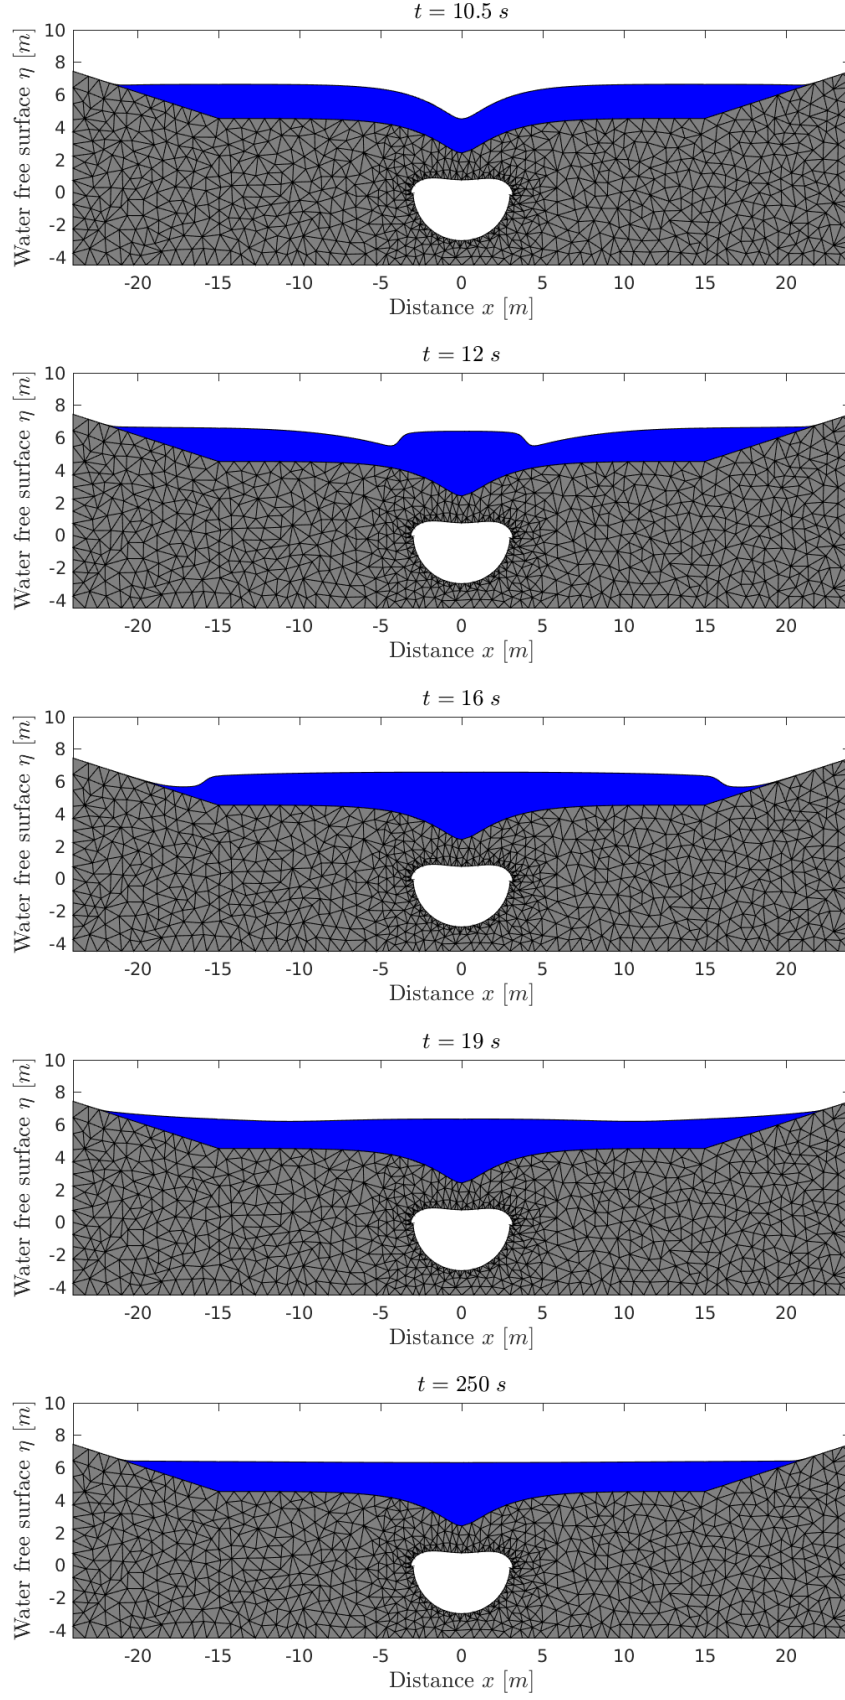 t = 10.5 s
10
8
6
4
2
0
-2
-4
Water free surface η [m]
-20 -15 -10 -5 0 5 10 15 20
Distance x [m]
t = 12 s
10
8
6
4
2
0
-2
-4
Water free surface η [m]
-20 -15 -10 -5 0 5 10 15 20
Distance x [m]
t = 16 s
10
8
6
4
2
0
-2
-4
Water free surface η [m]
-20 -15 -10 -5 0 5 10 15 20
Distance x [m]
t = 19 s
10
8
6
4
2
0
-2
-4
Water free surface η [m]
-20 -15 -10 -5 0 5 10 15 20
Distance x [m]
t = 250 s
10
8
6
4
2
0
-2
-4
Water free surface η [m]
-20 -15 -10 -5 0 5 10 15 20
Distance x [m]